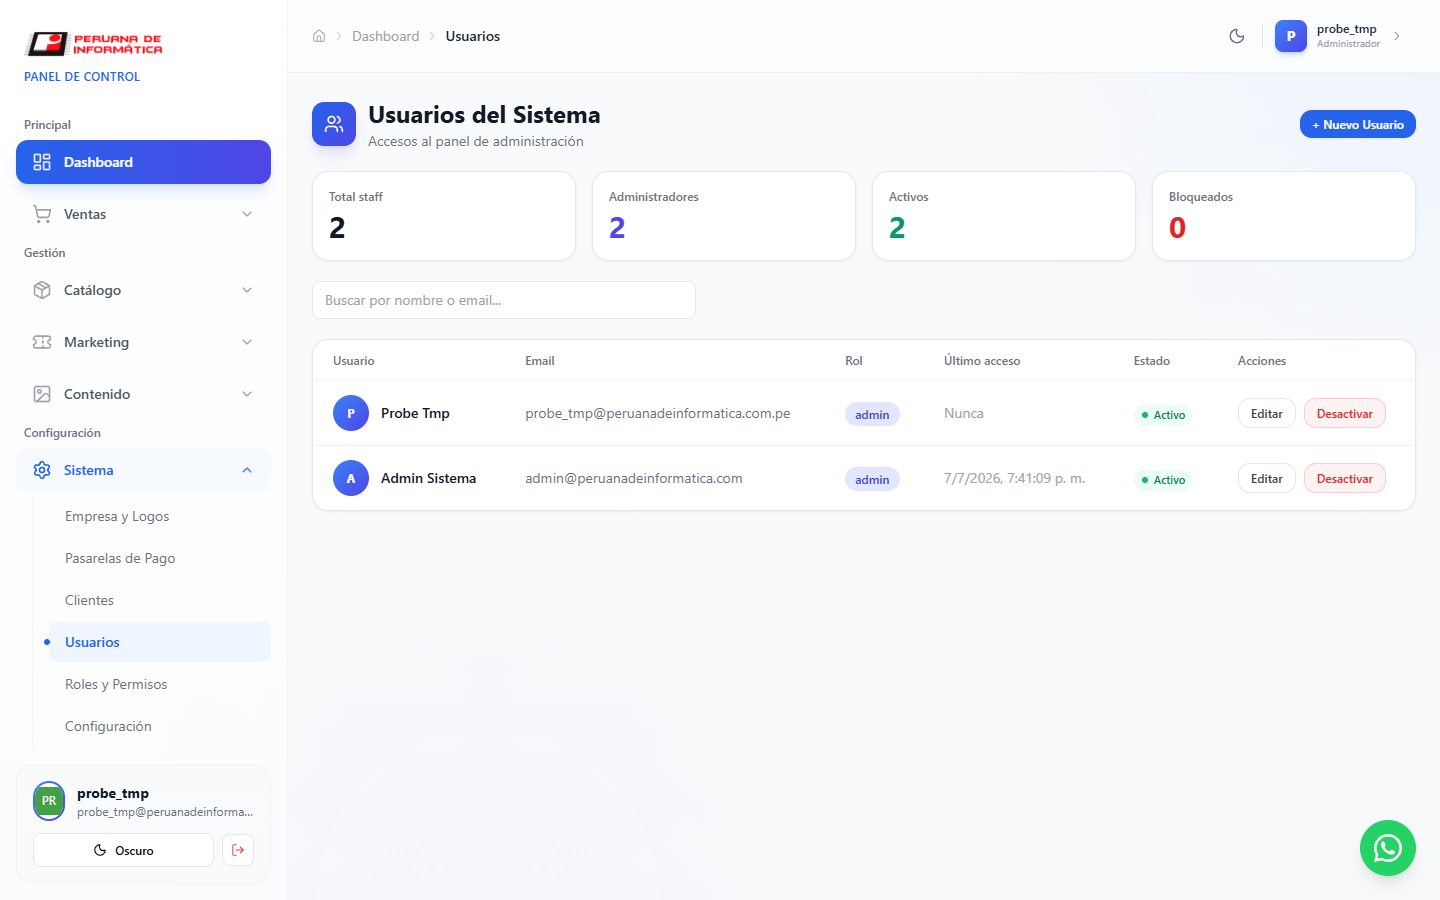 PERUANA DE
INFORMÁTICA
PANEL DE CONTROL
Principal
Dashboard
Ventas
Gestión
Catálogo
Marketing
Contenido
Configuración
Sistema
Empresa y Logos
Pasarelas de Pago
Clientes
Usuarios
Roles y Permisos
Configuración
PR
probe_tmp
probe_tmp@peruanadeinforma...
Oscuro
Dashboard
Usuarios
P
probe_tmp
Administrador
Usuarios del Sistema
Accesos al panel de administración
+ Nuevo Usuario
Total staff
2
Administradores
2
Activos
2
Bloqueados
0
Buscar por nombre o email...
Usuario Email Rol Último acceso Estado Acciones
P Probe Tmp probe_tmp@peruanadeinformatica.com.pe admin Nunca Activo Editar Desactivar
A Admin Sistema admin@peruanadeinformatica.com admin 7/7/2026, 7:41:09 p. m. Activo Editar Desactivar